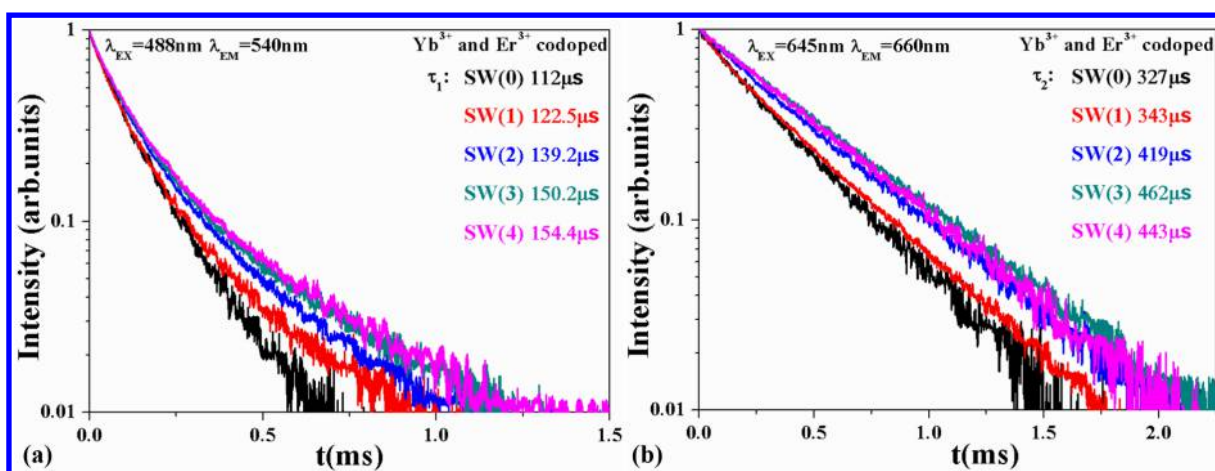 λEX=488nm λEM=540nm Yb3+ and Er3+ codoped
τ1: SW(0) 112μs
SW(1) 122.5μs
SW(2) 139.2μs
SW(3) 150.2μs
SW(4) 154.4μs
Intensity (arb.units)
1
0.1
0.01
0.0 0.5 1.0 1.5
(a) t(ms)
λEX=645nm λEM=660nm Yb3+ and Er3+ codoped
τ2: SW(0) 327μs
SW(1) 343μs
SW(2) 419μs
SW(3) 462μs
SW(4) 443μs
Intensity (arb.units)
1
0.1
0.01
0.0 0.5 1.0 1.5 2.0
(b) t(ms)